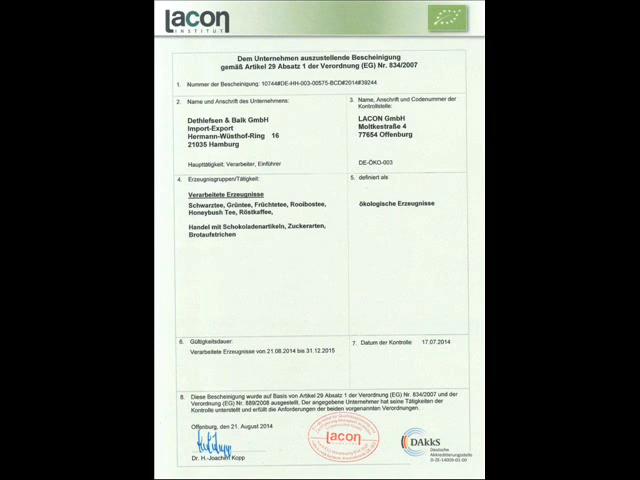 Lacon
INSTITUT
Dem Unternehmen auszustellende Bescheinigung
gemäß Artikel 29 Absatz 1 der Verordnung (EG) Nr. 834/2007
1. Nummer der Bescheinigung: 10744#DE-HH-003-00575-BCD#2014#39244
2. Name und Anschrift des Unternehmens:
Dethlefsen & Balk GmbH
Import-Export
Hermann-Wüsthof-Ring 16
21035 Hamburg
Haupttätigkeit: Verarbeiter, Einführer
3. Name, Anschrift und Codenummer der
Kontrollstelle:
LACON GmbH
Moltkestraße 4
77654 Offenburg
DE-ÖKO-003
4. Erzeugnisgruppen/Tätigkeit:
Verarbeitete Erzeugnisse
Schwarztee, Grüntee, Früchtetee, Rooibostee,
Honeybush Tee, Röstkaffee,
Handel mit Schokoladenartikeln, Zuckerarten,
Brotaufstrichen
5. definiert als
ökologische Erzeugnisse
6. Gültigkeitsdauer:
Verarbeitete Erzeugnisse von 21.08.2014 bis 31.12.2015
7. Datum der Kontrolle: 17.07.2014
8. Diese Bescheinigung wurde auf Basis von Artikel 29 Absatz 1 der Verordnung (EG) Nr. 834/2007 und der
Verordnung (EG) Nr. 889/2008 ausgestellt. Der angegebene Unternehmer hat seine Tätigkeiten der
Kontrolle unterstellt und erfüllt die Anforderungen der beiden vorgenannten Verordnungen.
Offenburg, den 21. August 2014
Dr. H.-Joachim Kopp
lacon
DAkkS
Deutsche
Akkreditierungsstelle
D-ZE-14009-01-00